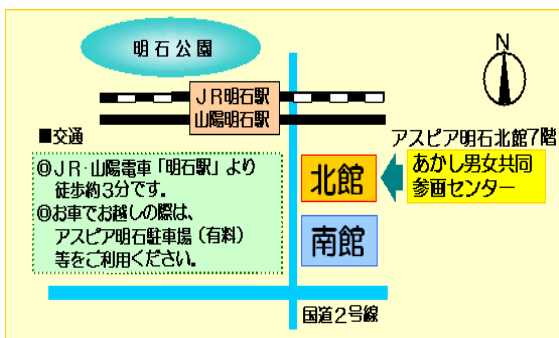 明石公園
N
JR明石駅
山陽明石駅
■交通
◎JR・山陽電車「明石駅」より
徒歩約3分です。
◎お車でお越しの際は、
アスピア明石駐車場（有料）
等をご利用ください。
アスピア明石北館7階
あかし男女共同
参画センター
北館
南館
国道2号線